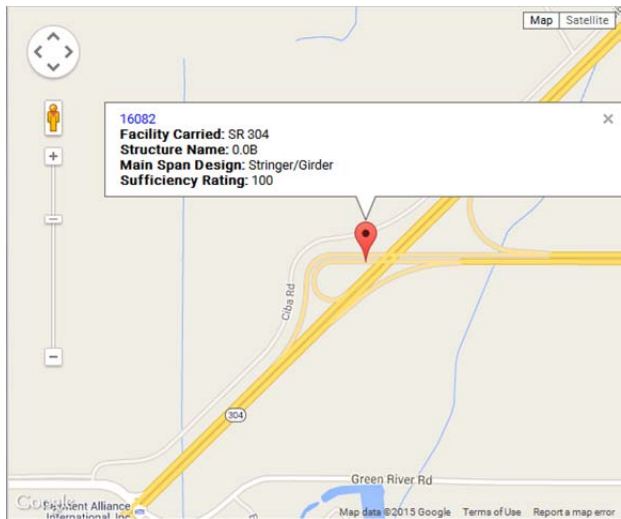 Map Satellite
16082
Facility Carried: SR 304
Structure Name: 0.0B
Main Span Design: Stringer/Girder
Sufficiency Rating: 100
Ciba Rd
304
Green River Rd
Google
Payment Alliance
International, Inc
Map data ©2015 Google Terms of Use Report a map error